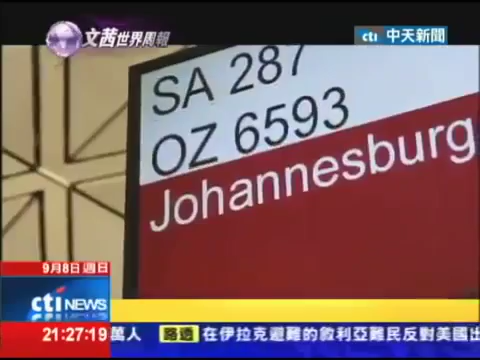 文茜世界周報
cti 中天新聞
SA 287
OZ 6593
Johannesburg
9月8日 週日
cti NEWS
21:27:19
萬人 路透 在伊拉克避難的敘利亞難民反對美國出